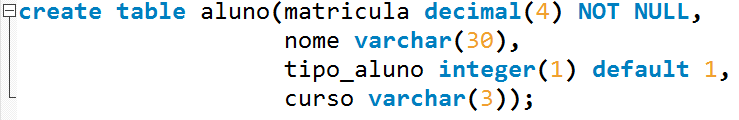 create table aluno(matricula decimal(4) NOT NULL,
nome varchar(30),
tipo_aluno integer(1) default 1,
curso varchar(3));